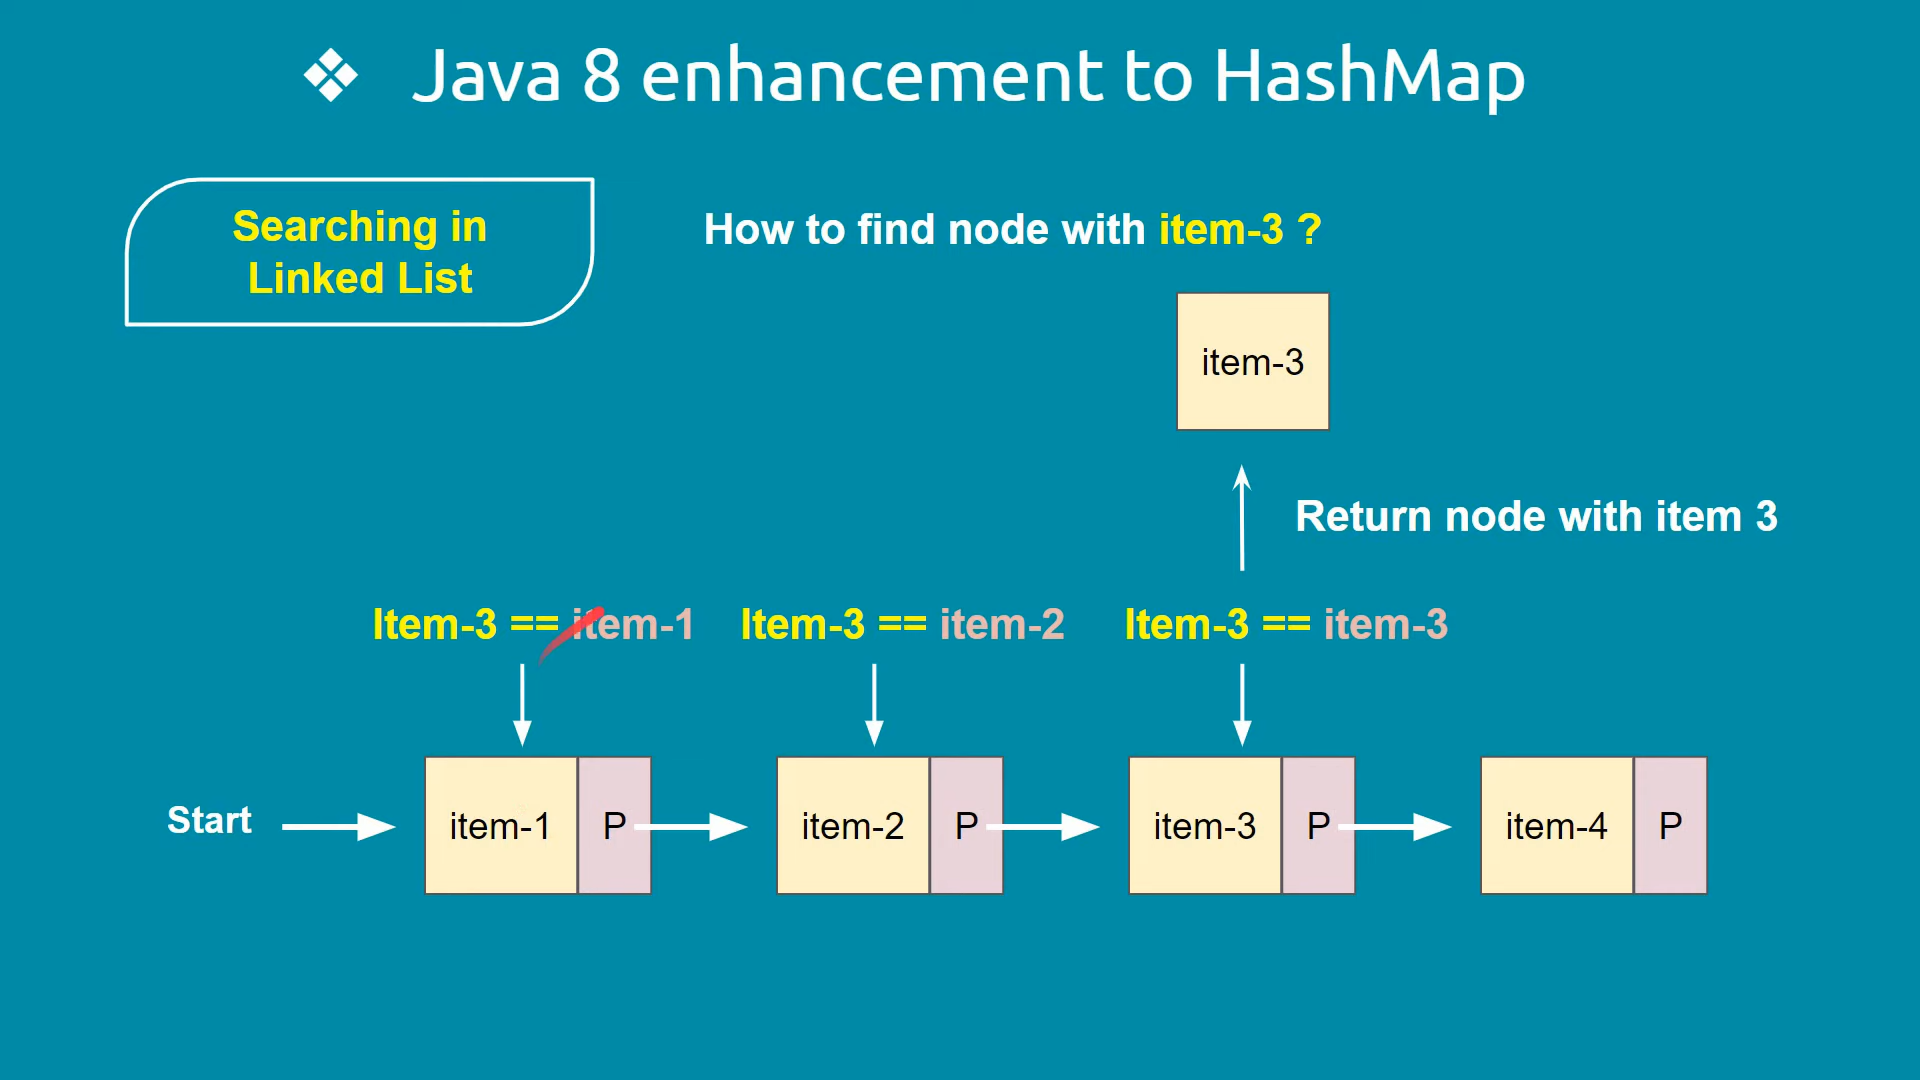 ❖ Java 8 enhancement to HashMap
Searching in
Linked List
How to find node with item-3 ?
item-3
Return node with item 3
Item-3 == item-1
Item-3 == item-2
Item-3 == item-3
Start
item-1 P
item-2 P
item-3 P
item-4 P